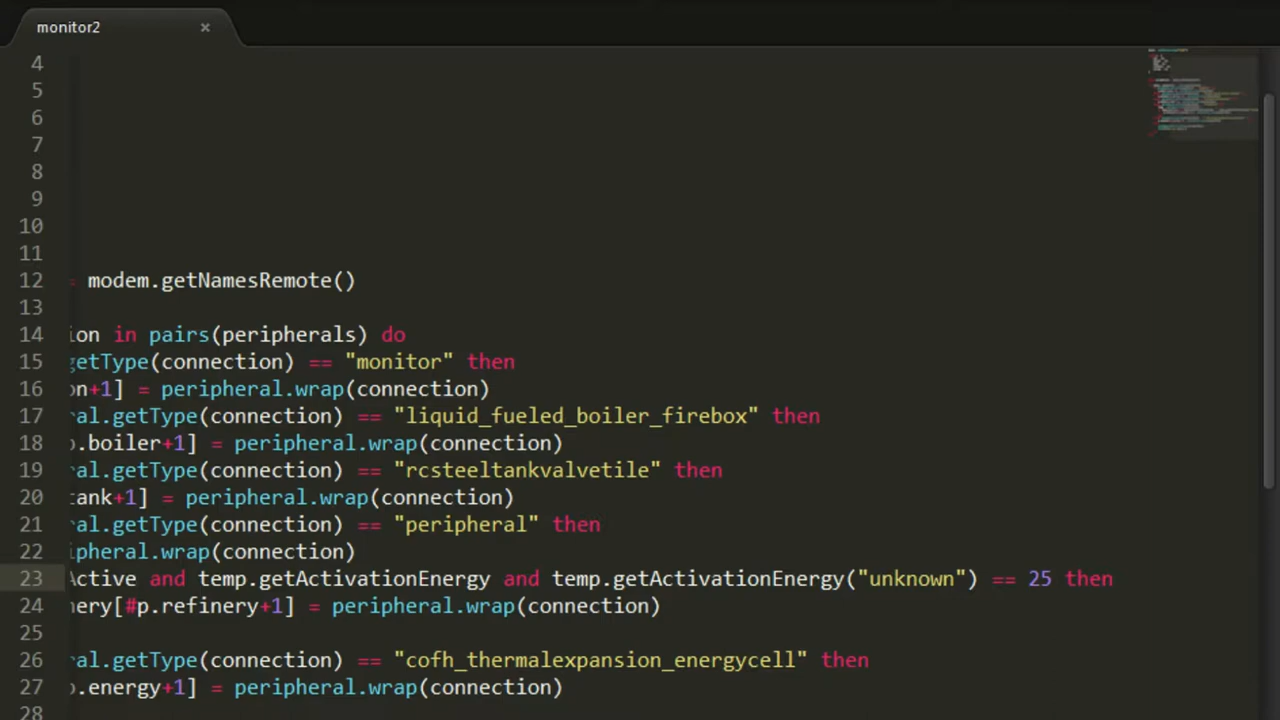 monitor2 ×
4
5
6
7
8
9
10
11
12 = modem.getNamesRemote()
13
14 ion in pairs(peripherals) do
15 getType(connection) == "monitor" then
16 on+1] = peripheral.wrap(connection)
17 al.getType(connection) == "liquid_fueled_boiler_firebox" then
18 p.boiler+1] = peripheral.wrap(connection)
19 al.getType(connection) == "rcsteeltankvalvetile" then
20 tank+1] = peripheral.wrap(connection)
21 al.getType(connection) == "peripheral" then
22 ipheral.wrap(connection)
23 Active and temp.getActivationEnergy and temp.getActivationEnergy("unknown") == 25 then
24 nery[#p.refinery+1] = peripheral.wrap(connection)
25
26 al.getType(connection) == "cofh_thermalexpansion_energycell" then
27 p.energy+1] = peripheral.wrap(connection)
28